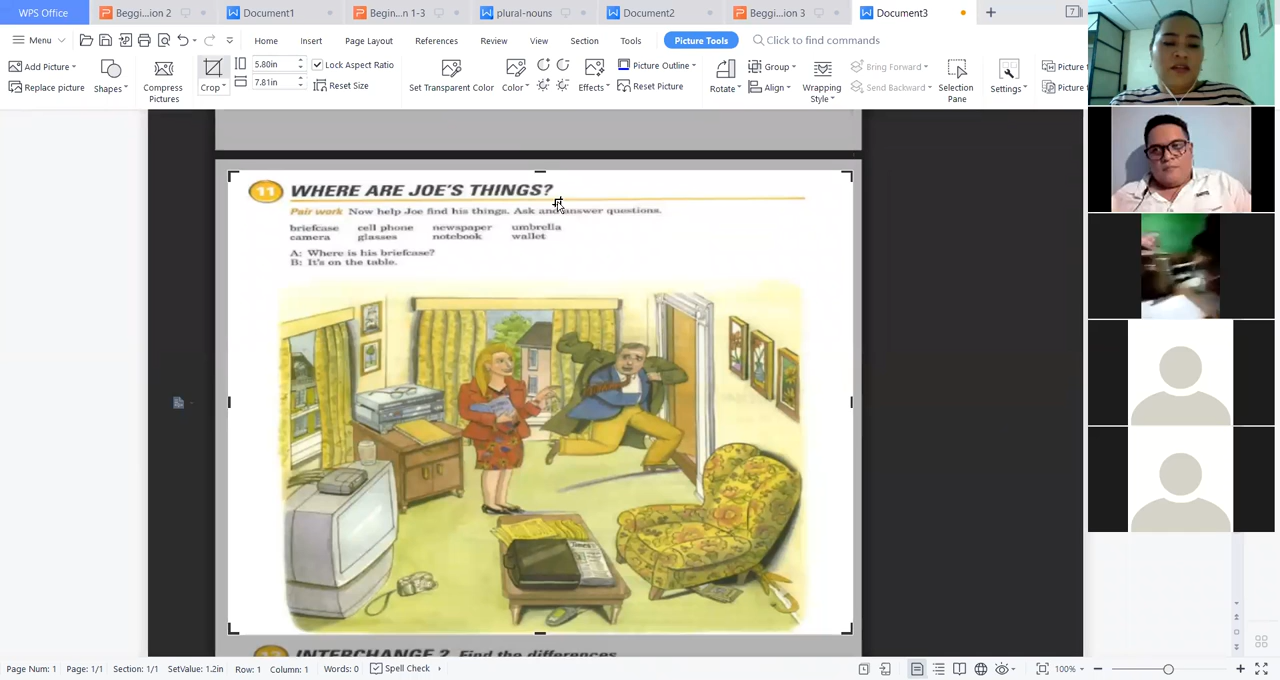 WPS Office
Beggi...ion 2
Document1
Begin...n 1-3
plural-nouns
Document2
Beggi...ion 3
Document3
7
Menu
Home
Insert
Page Layout
References
Review
View
Section
Tools
Picture Tools
Click to find commands
Add Picture
Replace picture
Shapes
Compress Pictures
Crop
5.80in
7.81in
Lock Aspect Ratio
Reset Size
Set Transparent Color
Color
Effects
Picture Outline
Reset Picture
Rotate
Group
Align
Wrapping Style
Bring Forward
Send Backward
Selection Pane
Settings
Picture
Picture
11 WHERE ARE JOE'S THINGS?
Pair work Now help Joe find his things. Ask and answer questions.
briefcase cell phone newspaper umbrella
camera glasses notebook wallet
A: Where is his briefcase?
B: It's on the table.
INTERCHANGE 2 Find the differences
Page Num: 1 Page: 1/1 Section: 1/1 SetValue: 1.2in Row: 1 Column: 1 Words: 0 Spell Check 100%